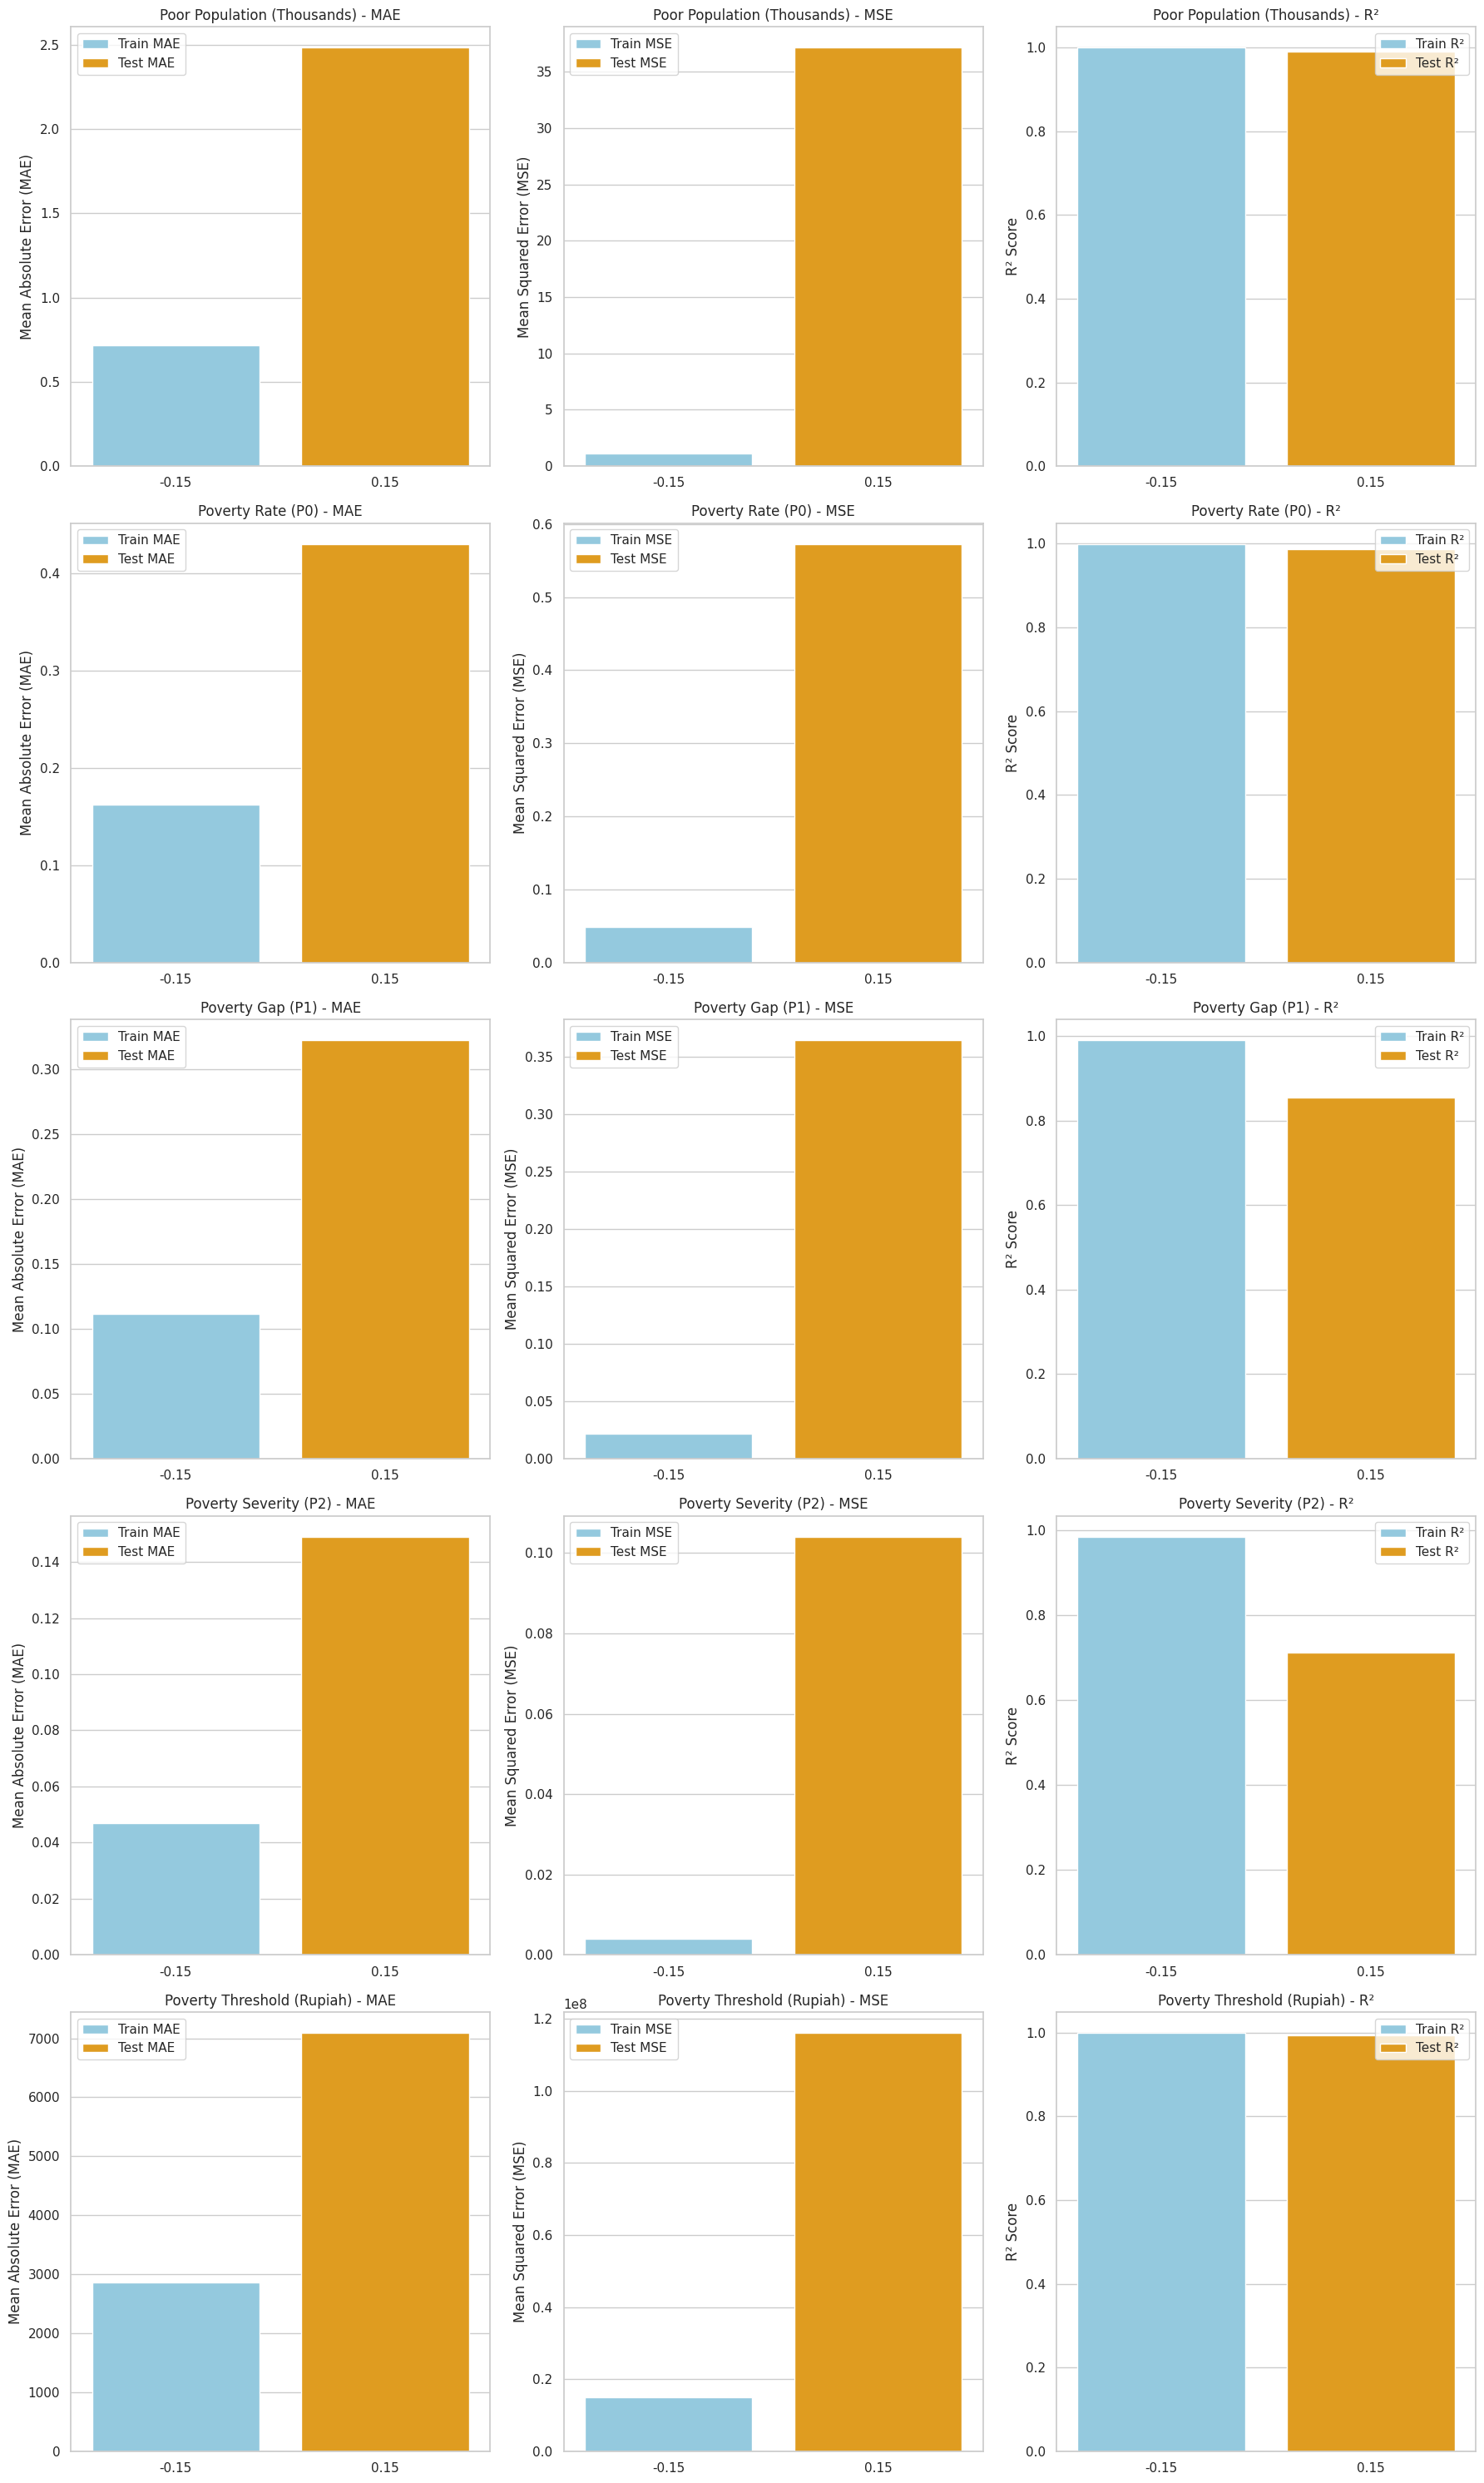 Poor Population (Thousands) - MAE
Mean Absolute Error (MAE)
2.5
2.0
1.5
1.0
0.5
0.0
Train MAE
Test MAE
-0.15
0.15
Poor Population (Thousands) - MSE
Mean Squared Error (MSE)
35
30
25
20
15
10
5
0
Train MSE
Test MSE
-0.15
0.15
Poor Population (Thousands) - R²
R² Score
1.0
0.8
0.6
0.4
0.2
0.0
Train R²
Test R²
-0.15
0.15
Poverty Rate (P0) - MAE
Mean Absolute Error (MAE)
0.4
0.3
0.2
0.1
0.0
Train MAE
Test MAE
-0.15
0.15
Poverty Rate (P0) - MSE
Mean Squared Error (MSE)
0.6
0.5
0.4
0.3
0.2
0.1
0.0
Train MSE
Test MSE
-0.15
0.15
Poverty Rate (P0) - R²
R² Score
1.0
0.8
0.6
0.4
0.2
0.0
Train R²
Test R²
-0.15
0.15
Poverty Gap (P1) - MAE
Mean Absolute Error (MAE)
0.30
0.25
0.20
0.15
0.10
0.05
0.00
Train MAE
Test MAE
-0.15
0.15
Poverty Gap (P1) - MSE
Mean Squared Error (MSE)
0.35
0.30
0.25
0.20
0.15
0.10
0.05
0.00
Train MSE
Test MSE
-0.15
0.15
Poverty Gap (P1) - R²
R² Score
1.0
0.8
0.6
0.4
0.2
0.0
Train R²
Test R²
-0.15
0.15
Poverty Severity (P2) - MAE
Mean Absolute Error (MAE)
0.14
0.12
0.10
0.08
0.06
0.04
0.02
0.00
Train MAE
Test MAE
-0.15
0.15
Poverty Severity (P2) - MSE
Mean Squared Error (MSE)
0.10
0.08
0.06
0.04
0.02
0.00
Train MSE
Test MSE
-0.15
0.15
Poverty Severity (P2) - R²
R² Score
1.0
0.8
0.6
0.4
0.2
0.0
Train R²
Test R²
-0.15
0.15
Poverty Threshold (Rupiah) - MAE
Mean Absolute Error (MAE)
7000
6000
5000
4000
3000
2000
1000
0
Train MAE
Test MAE
-0.15
0.15
Poverty Threshold (Rupiah) - MSE
1e8
Mean Squared Error (MSE)
1.2
1.0
0.8
0.6
0.4
0.2
0.0
Train MSE
Test MSE
-0.15
0.15
Poverty Threshold (Rupiah) - R²
R² Score
1.0
0.8
0.6
0.4
0.2
0.0
Train R²
Test R²
-0.15
0.15